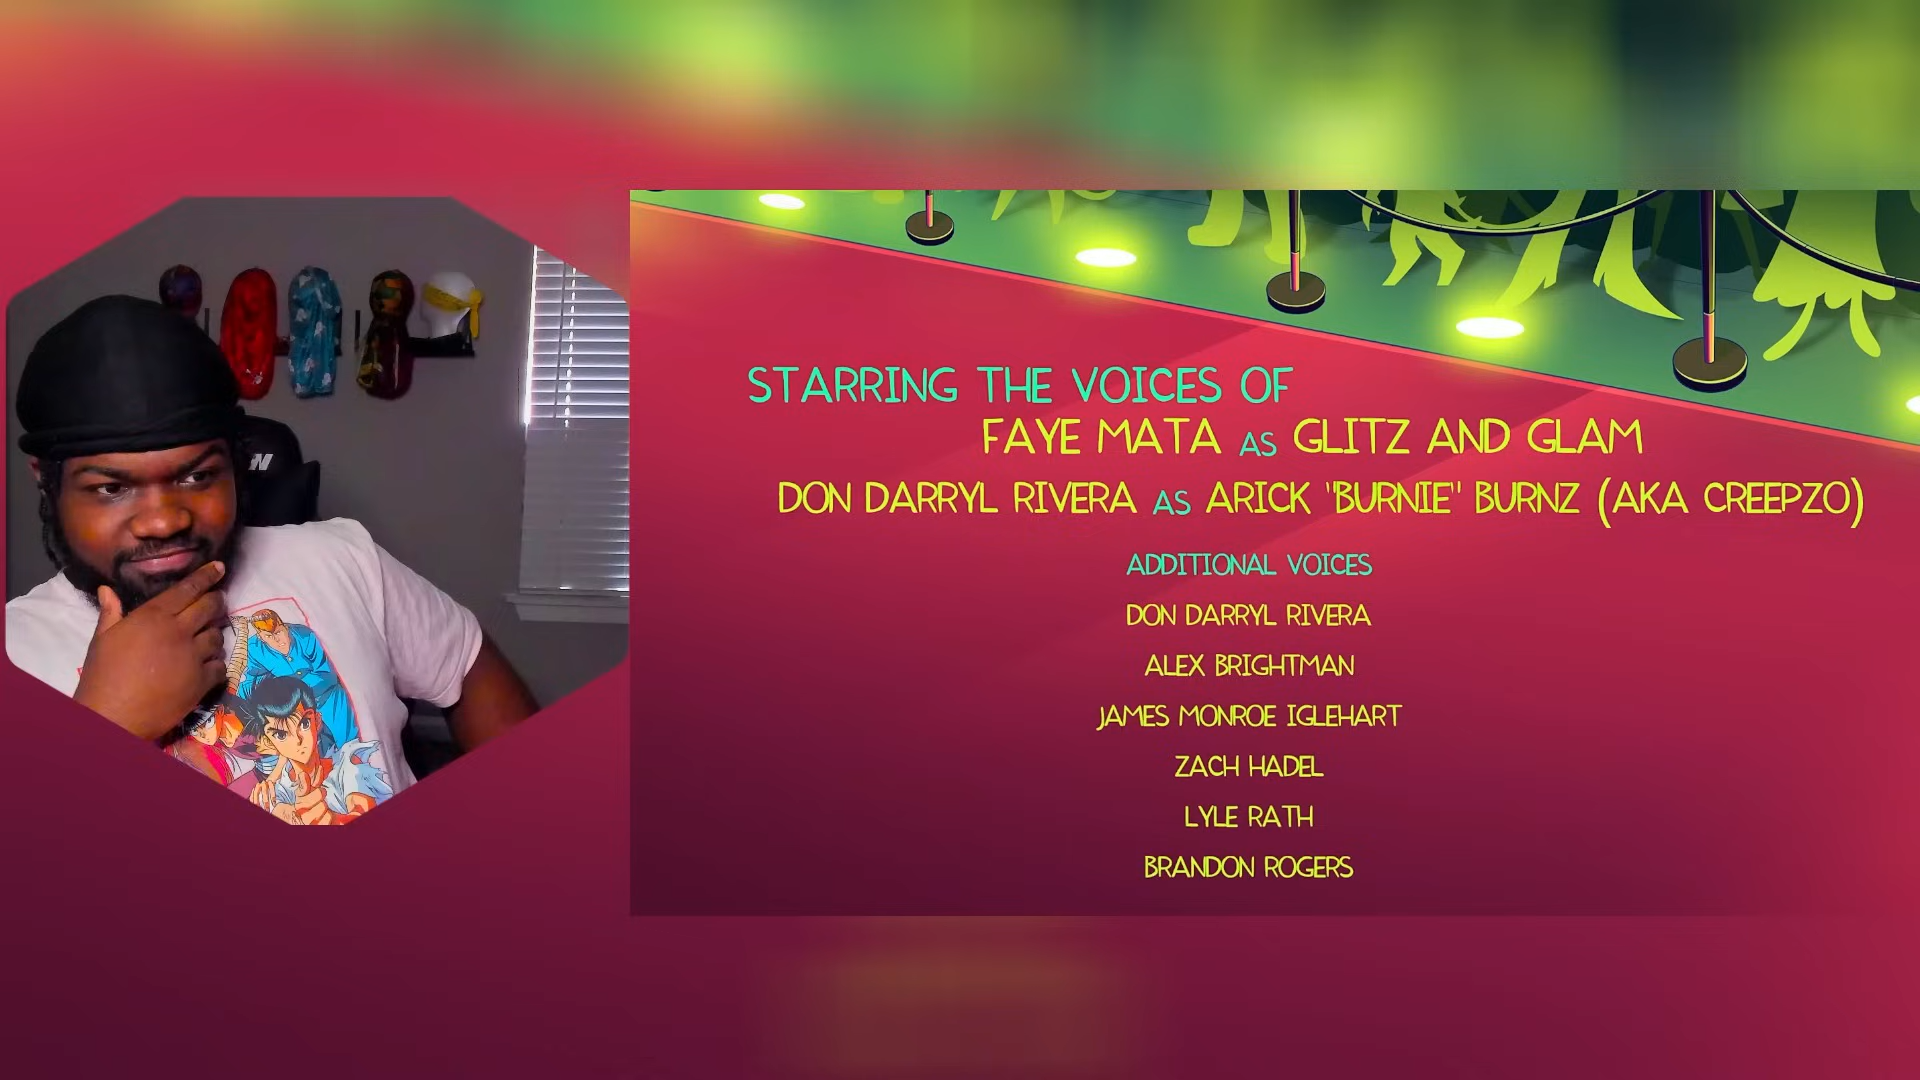 STARRING THE VOICES OF
FAYE MATA AS GLITZ AND GLAM
DON DARRYL RIVERA AS ARICK "BURNIE" BURNZ (AKA CREEPZO)
ADDITIONAL VOICES
DON DARRYL RIVERA
ALEX BRIGHTMAN
JAMES MONROE IGLEHART
ZACH HADEL
LYLE RATH
BRANDON ROGERS